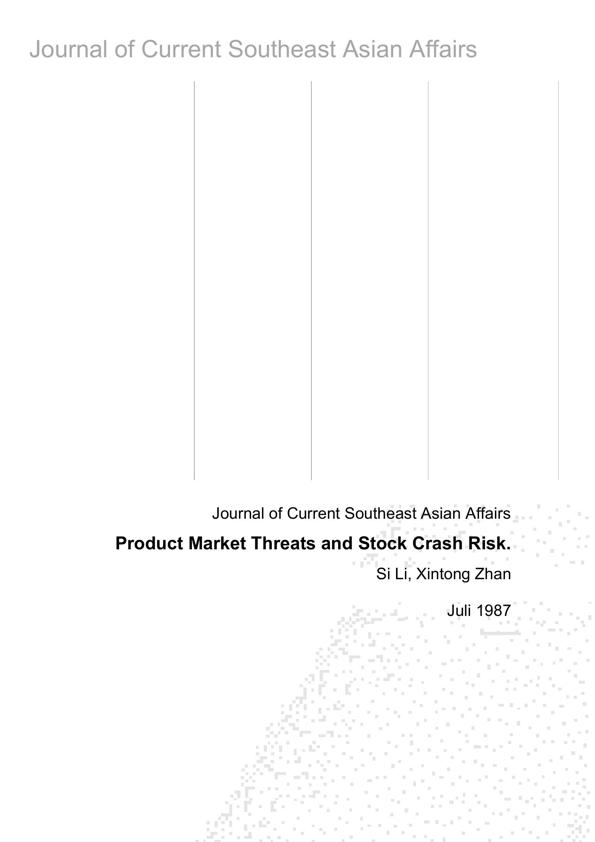 Journal of Current Southeast Asian Affairs
Journal of Current Southeast Asian Affairs
Product Market Threats and Stock Crash Risk.
Si Li, Xintong Zhan
Juli 1987